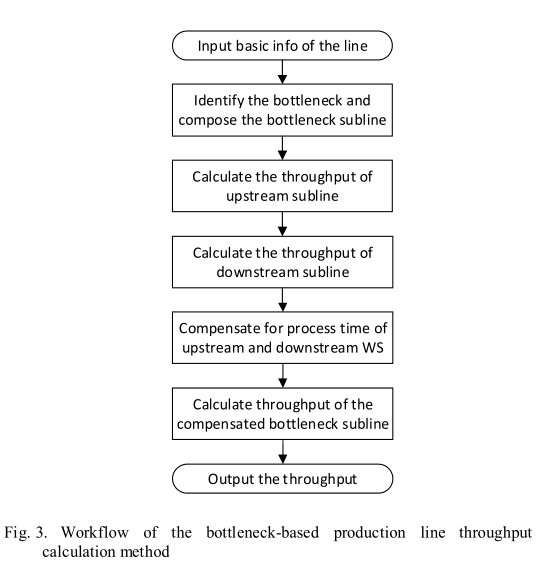 Input basic info of the line
Identify the bottleneck and
compose the bottleneck subline
Calculate the throughput of
upstream subline
Calculate the throughput of
downstream subline
Compensate for process time of
upstream and downstream WS
Calculate throughput of the
compensated bottleneck subline
Output the throughput
Fig. 3. Workflow of the bottleneck-based production line throughput
calculation method